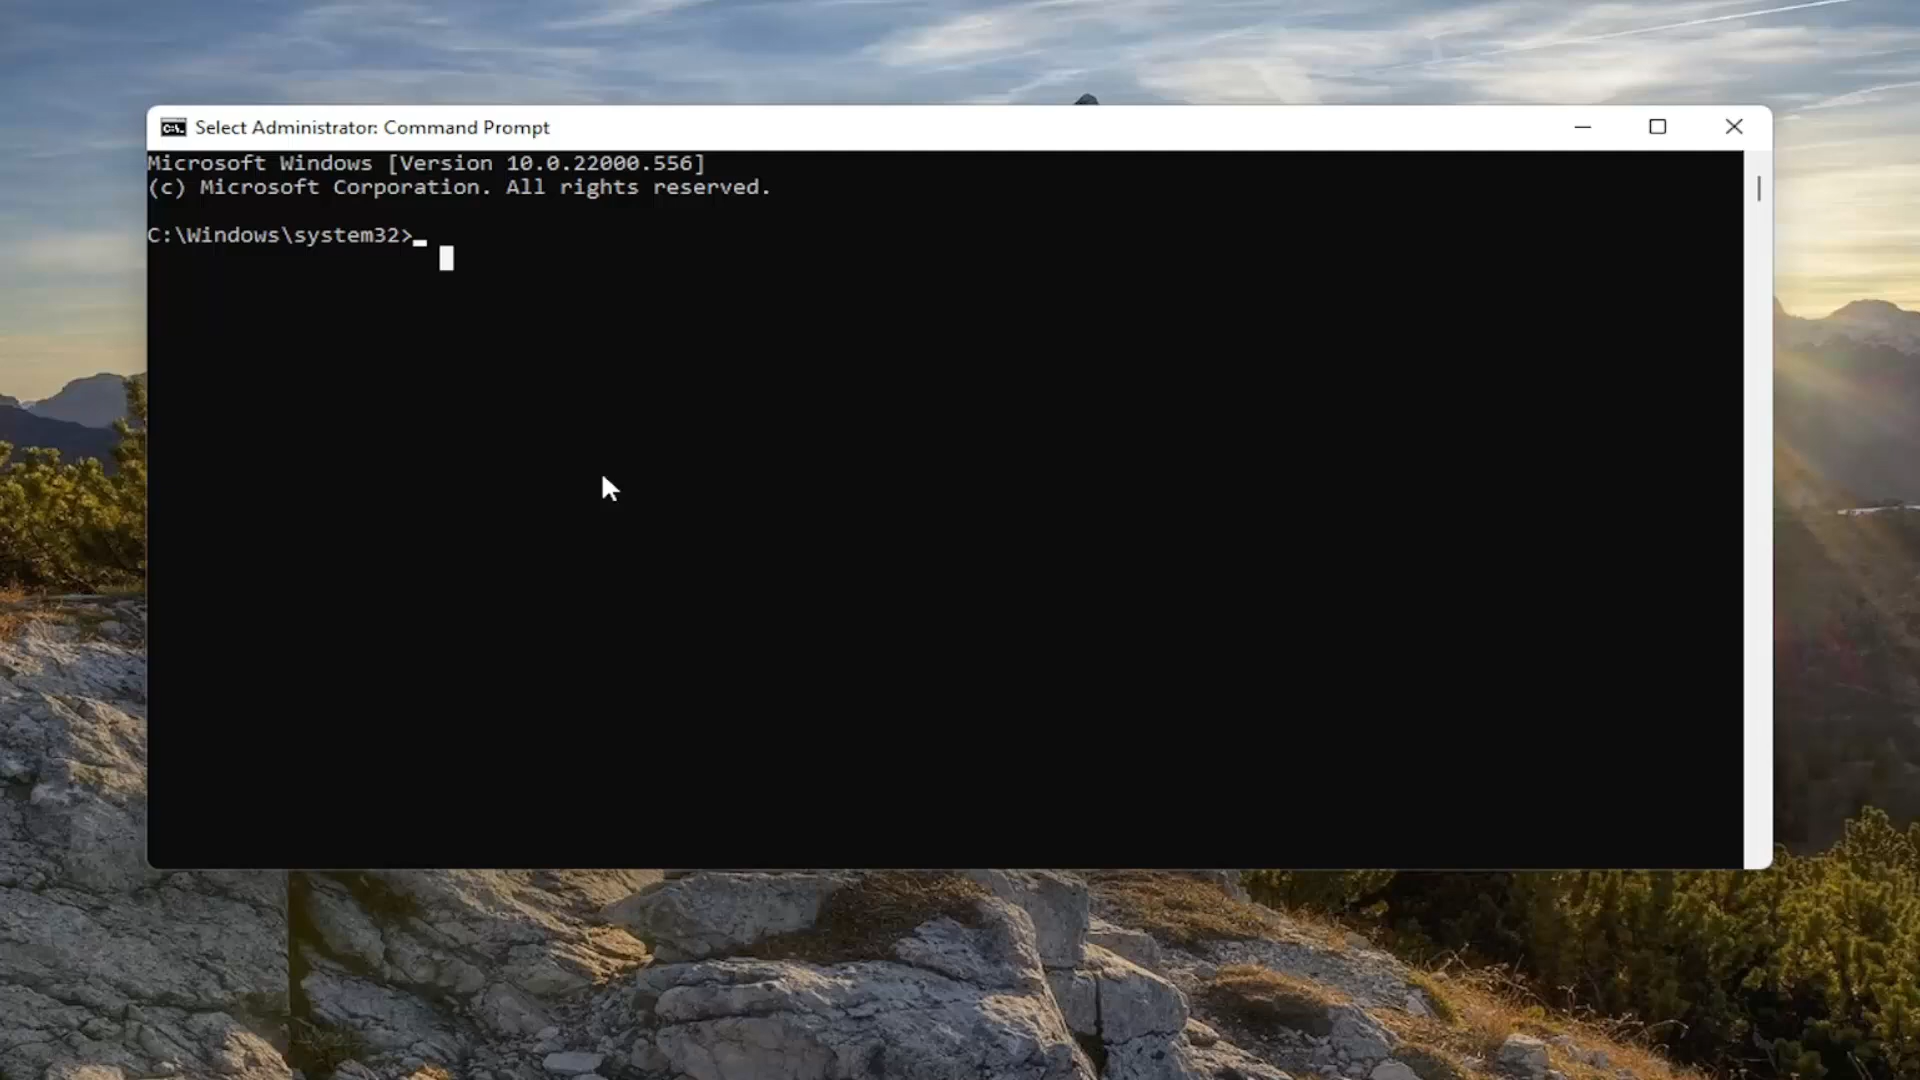 Select Administrator: Command Prompt
Microsoft Windows [Version 10.0.22000.556]
(c) Microsoft Corporation. All rights reserved.
C:\Windows\system32>